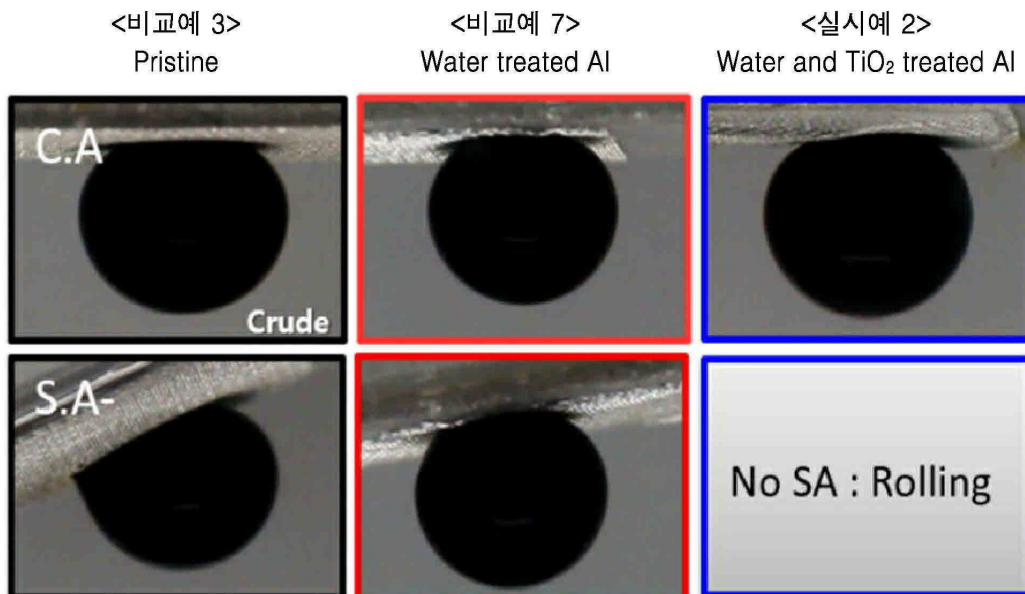 <비교예 3>
Pristine
<비교예 7>
Water treated Al
<실시예 2>
Water and TiO₂ treated Al
C.A
Crude
S.A-
No SA : Rolling